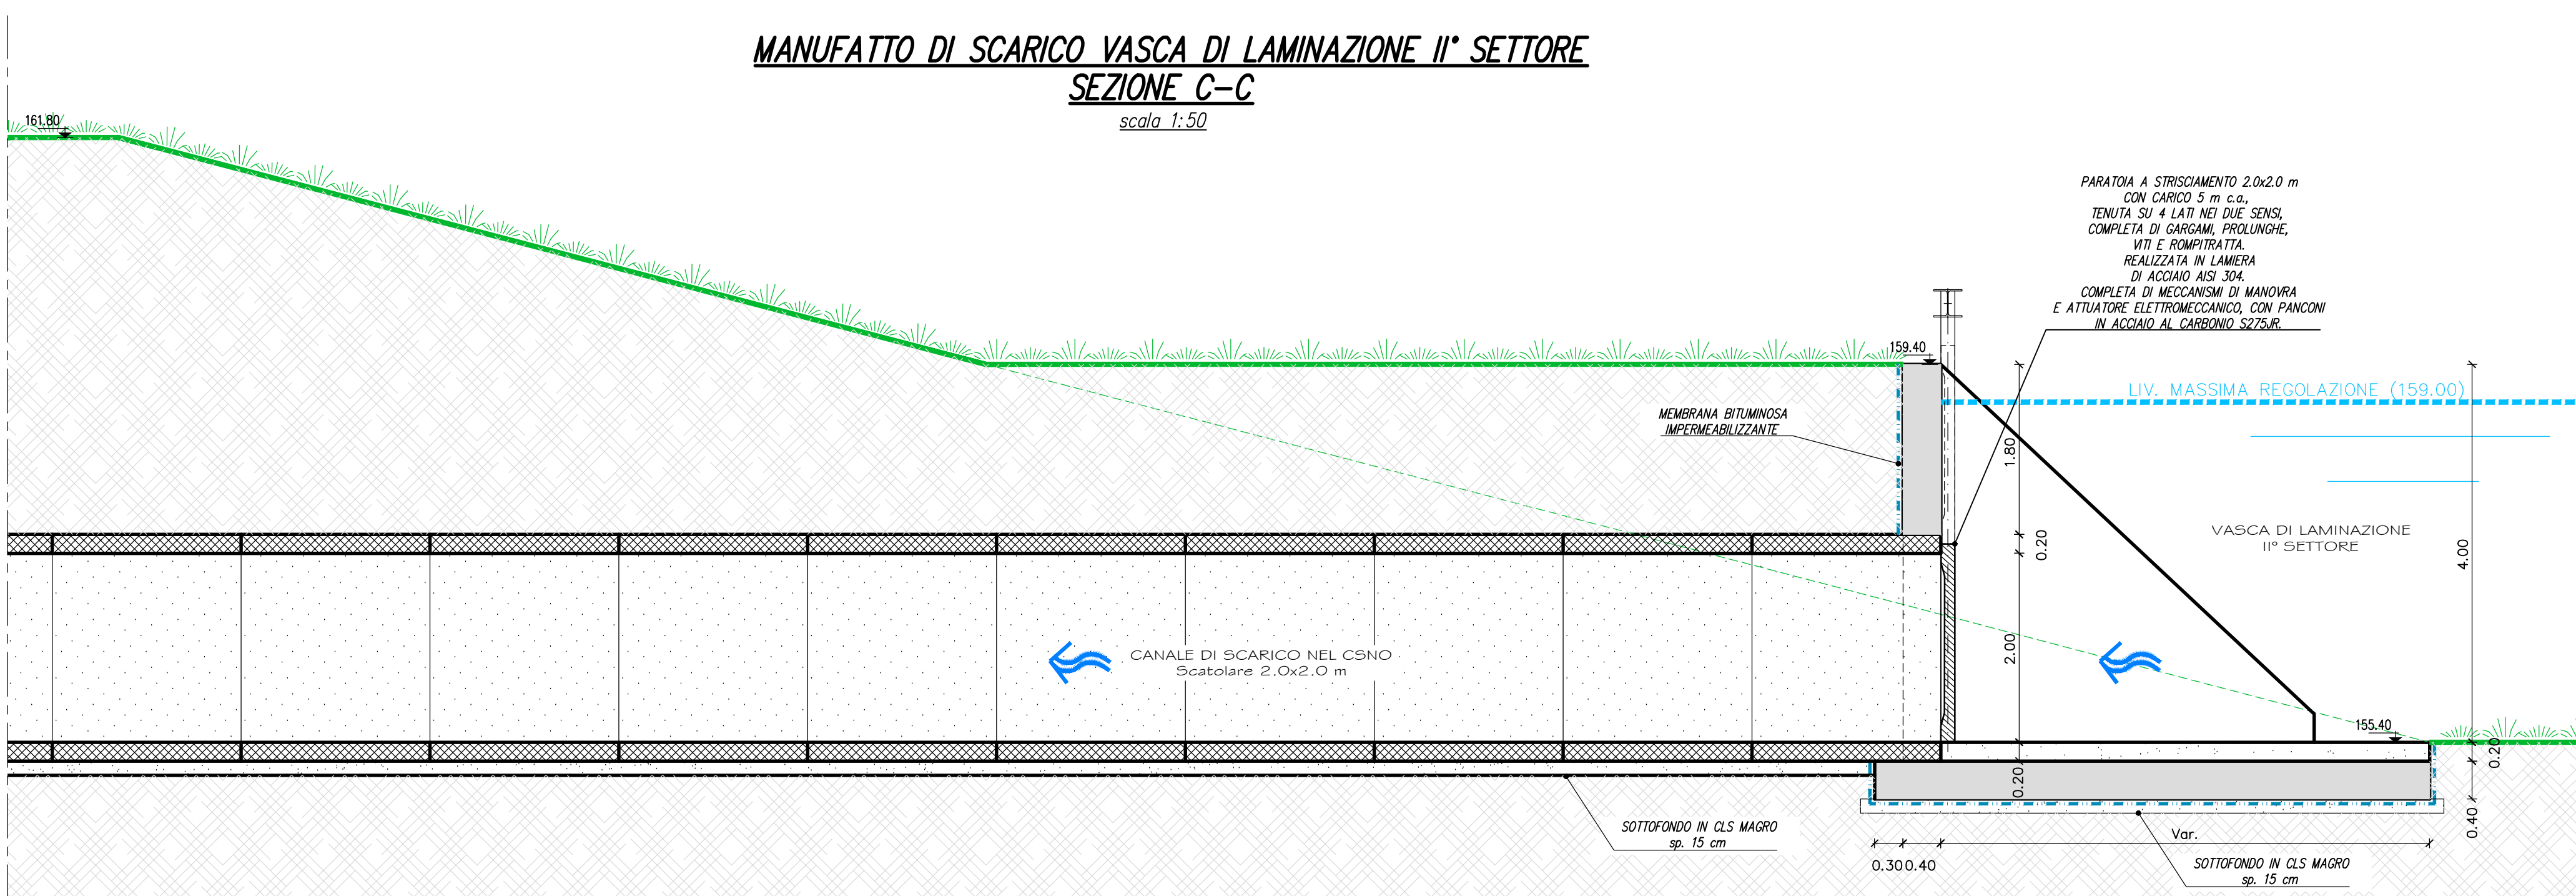 MANUFATTO DI SCARICO VASCA DI LAMINAZIONE II° SETTORE
SEZIONE C-C
scala 1:50
161.80
PARATOIA A STRISCIAMENTO 2.0x2.0 m
CON CARICO 5 m c.a.,
TENUTA SU 4 LATI NEI DUE SENSI,
COMPLETA DI GARGAMI, PROLUNGHE,
VITI E ROMPITRATTA.
REALIZZATA IN LAMIERA
DI ACCIAIO AISI 304.
COMPLETA DI MECCANISMI DI MANOVRA
E ATTUATORE ELETTROMECCANICO, CON PANCONI
IN ACCIAIO AL CARBONIO S275JR.
159.40
LIV. MASSIMA REGOLAZIONE (159.00)
MEMBRANA BITUMINOSA
IMPERMEABILIZZANTE
1.80
0.20
VASCA DI LAMINAZIONE
II° SETTORE
4.00
2.00
CANALE DI SCARICO NEL CSNO
Scatolare 2.0x2.0 m
155.40
0.20
0.20
0.40
SOTTOFONDO IN CLS MAGRO
sp. 15 cm
Var.
0.30
0.40
SOTTOFONDO IN CLS MAGRO
sp. 15 cm